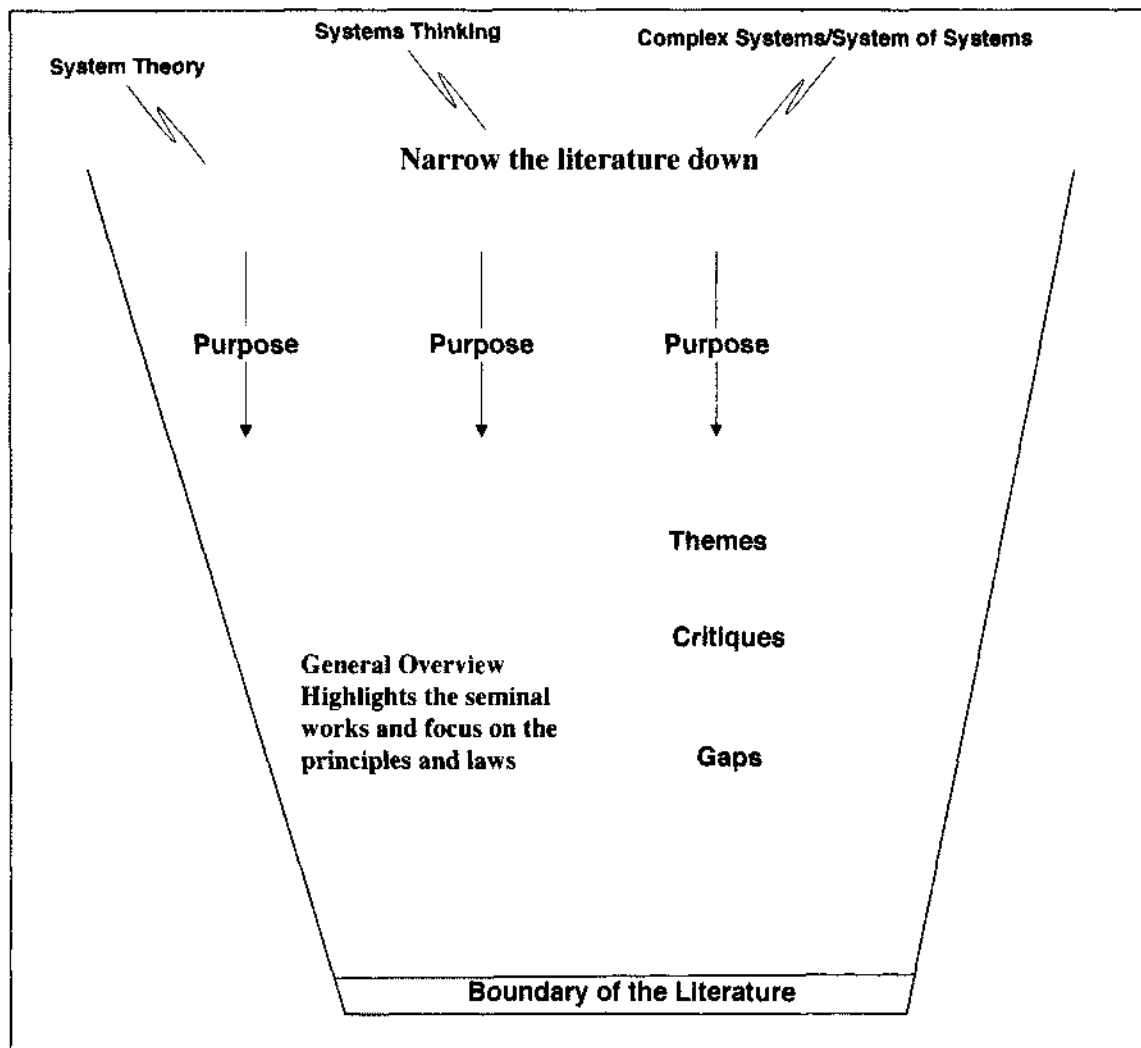 Systems Thinking
Complex Systems/System of Systems
System Theory
Narrow the literature down
Purpose
Purpose
Purpose
Themes
Critiques
General Overview
Highlights the seminal
works and focus on the
principles and laws
Gaps
Boundary of the Literature